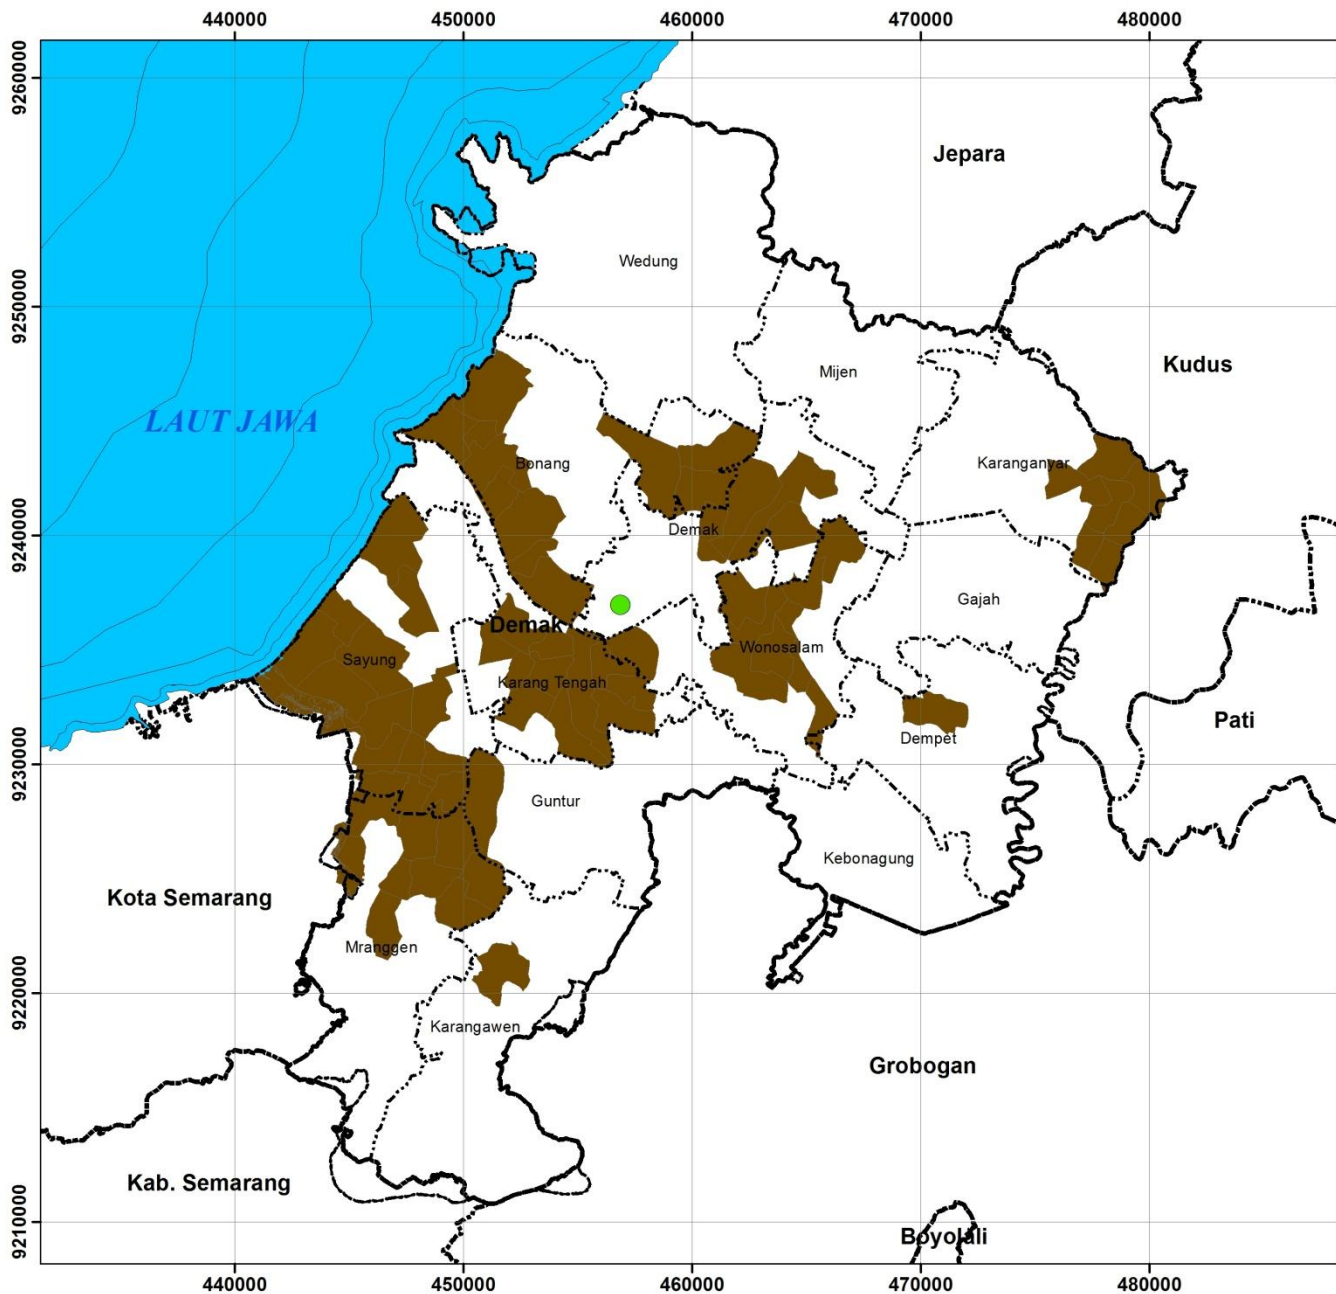 440000 450000 460000 470000 480000
9260000
Jepara
Wedung
9250000
Kudus
Mijen
LAUT JAWA
Bonang
Karanganyar
9240000
Demak
Gajah
Demak
Wonosalam
Sayung
Karang Tengah
Pati
Dempet
9230000
Guntur
Kebonagung
Kota Semarang
Mranggen
9220000
Karangawen
Grobogan
Kab. Semarang
9210000
Boyolali
440000 450000 460000 470000 480000